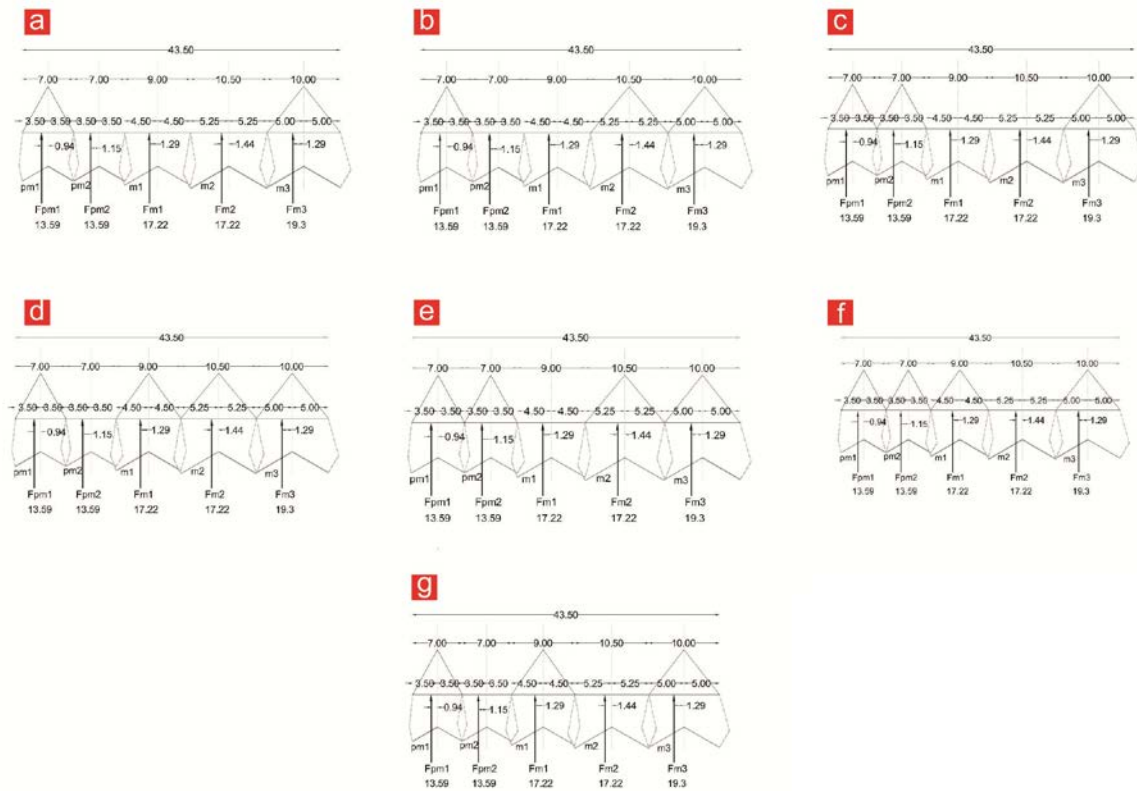 a
43.50
7.00 7.00 9.00 10.50 10.00
3.50 3.50 3.50 3.50 4.50 4.50 5.25 5.25 5.00 5.00
0.94 1.15 1.29 1.44 1.29
pm1 pm2 m1 m2 m3
Fpm1 Fpm2 Fm1 Fm2 Fm3
13.59 13.59 17.22 17.22 19.3
b
43.50
7.00 7.00 9.00 10.50 10.00
3.50 3.50 3.50 3.50 4.50 4.50 5.25 5.25 5.00 5.00
0.94 1.15 1.29 1.44 1.29
pm1 pm2 m1 m2 m3
Fpm1 Fpm2 Fm1 Fm2 Fm3
13.59 13.59 17.22 17.22 19.3
c
43.50
7.00 7.00 9.00 10.50 10.00
3.50 3.50 3.50 3.50 4.50 4.50 5.25 5.25 5.00 5.00
0.94 1.15 1.29 1.44 1.29
pm1 pm2 m1 m2 m3
Fpm1 Fpm2 Fm1 Fm2 Fm3
13.59 13.59 17.22 17.22 19.3
d
43.50
7.00 7.00 9.00 10.50 10.00
3.50 3.50 3.50 3.50 4.50 4.50 5.25 5.25 5.00 5.00
0.94 1.15 1.29 1.44 1.29
pm1 pm2 m1 m2 m3
Fpm1 Fpm2 Fm1 Fm2 Fm3
13.59 13.59 17.22 17.22 19.3
e
43.50
7.00 7.00 9.00 10.50 10.00
3.50 3.50 3.50 3.50 4.50 4.50 5.25 5.25 5.00 5.00
0.94 1.15 1.29 1.44 1.29
pm1 pm2 m1 m2 m3
Fpm1 Fpm2 Fm1 Fm2 Fm3
13.59 13.59 17.22 17.22 19.3
f
43.50
7.00 7.00 9.00 10.50 10.00
3.50 3.50 3.50 3.50 4.50 4.50 5.25 5.25 5.00 5.00
0.94 1.15 1.29 1.44 1.29
pm1 pm2 m1 m2 m3
Fpm1 Fpm2 Fm1 Fm2 Fm3
13.59 13.59 17.22 17.22 19.3
g
43.50
7.00 7.00 9.00 10.50 10.00
3.50 3.50 3.50 3.50 4.50 4.50 5.25 5.25 5.00 5.00
0.94 1.15 1.29 1.44 1.29
pm1 pm2 m1 m2 m3
Fpm1 Fpm2 Fm1 Fm2 Fm3
13.59 13.59 17.22 17.22 19.3